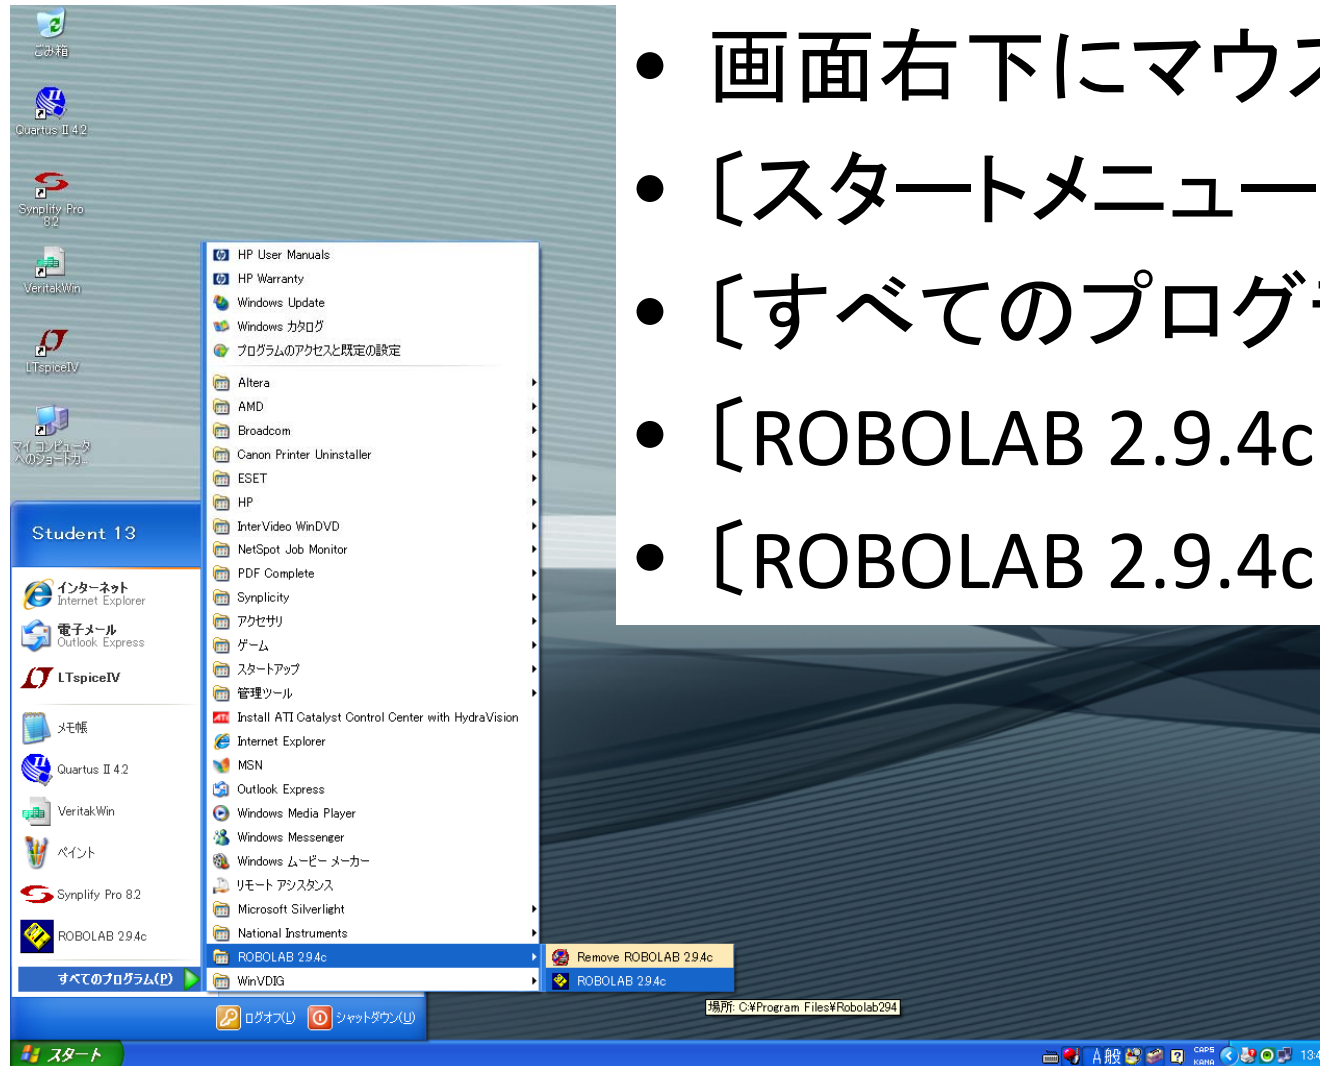 ごみ箱
Quartus II 4.2
Synplify Pro
8.2
VeritakWin
LTspiceIV
マイ コンピュータ
へのショートカ...
• 画面右下にマウス
• 〔スタートメニュー
• 〔すべてのプログラ
• 〔ROBOLAB 2.9.4c
• 〔ROBOLAB 2.9.4c
Student 13
インターネット
Internet Explorer
電子メール
Outlook Express
LTspiceIV
メモ帳
Quartus II 4.2
VeritakWin
ペイント
Synplify Pro 8.2
ROBOLAB 2.9.4c
すべてのプログラム(P)
HP User Manuals
HP Warranty
Windows Update
Windows カタログ
プログラムのアクセスと既定の設定
Altera
AMD
Broadcom
Canon Printer Uninstaller
ESET
HP
InterVideo WinDVD
NetSpot Job Monitor
PDF Complete
Synplicity
アクセサリ
ゲーム
スタートアップ
管理ツール
Install ATI Catalyst Control Center with HydraVision
Internet Explorer
MSN
Outlook Express
Windows Media Player
Windows Messenger
Windows ムービー メーカー
リモート アシスタンス
Microsoft Silverlight
National Instruments
ROBOLAB 2.9.4c
WinVDIG
Remove ROBOLAB 2.9.4c
ROBOLAB 2.9.4c
場所: C:¥Program Files¥Robolab294
ログオフ(L)
シャットダウン(U)
スタート
A般
CAPS
KANA
13:4